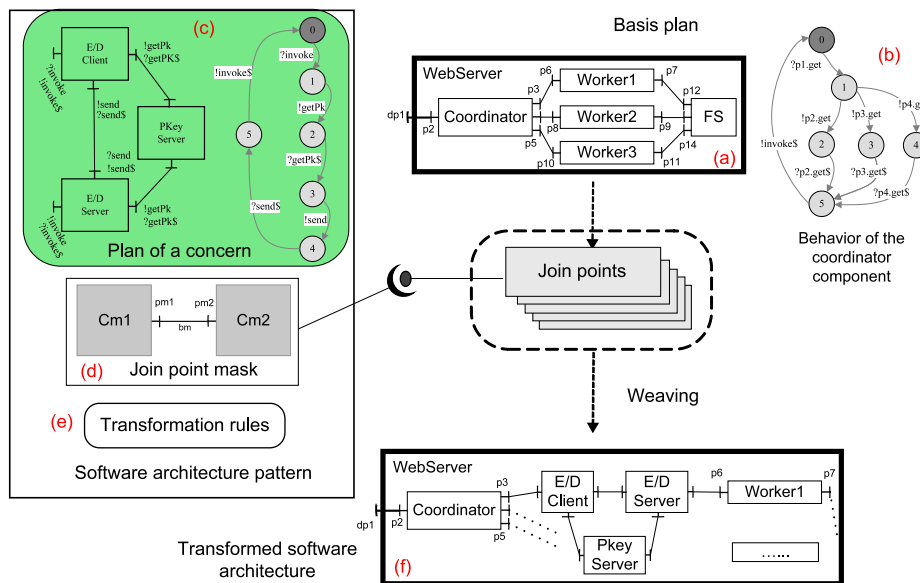 (c)
E/D
Client
!getPk
?getPK$
?invoke
!invoke$
!send
?send$
PKey
Server
?send
!send$
E/D
Server
!getPk
?getPk$
!invoke
?invoke$
0
?invoke
1
!getPk
2
?getPk$
3
!send
4
?send$
5
!invoke$
Plan of a concern
Cm1
pm1
bm
pm2
Cm2
(d)
Join point mask
(e)
Transformation rules
Software architecture pattern
Basis plan
WebServer
dp1
p2
Coordinator
p3
p6
Worker1
p7
p8
Worker2
p9
p5
p10
Worker3
p11
p12
FS
p14
(a)
(b)
0
?p1.get
1
!p2.get
!p3.get
!p4.g
2
3
4
?p2.get$
?p3.get$
?p4.get$
5
!invoke$
Behavior of the
coordinator
component
Join points
Weaving
WebServer
dp1
p2
Coordinator
p3
p5
E/D
Client
E/D
Server
Pkey
Server
p6
Worker1
p7
......
(f)
Transformed software
architecture